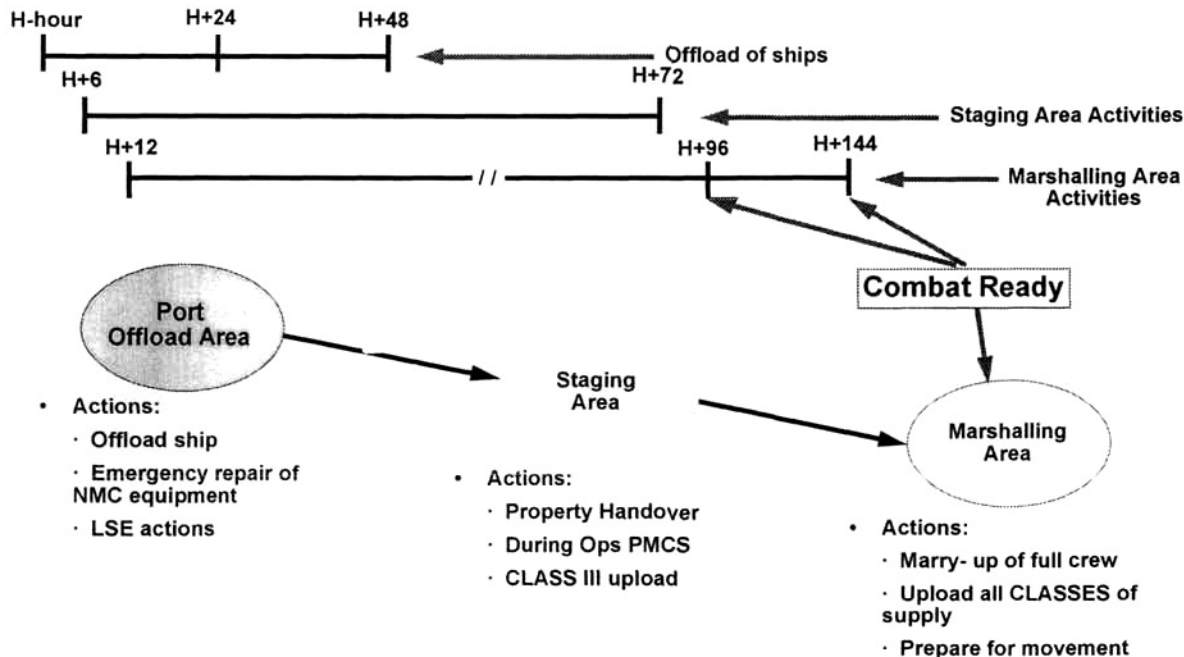 H-hour H+24 H+48
Offload of ships
H+6 H+72
Staging Area Activities
H+12 // H+96 H+144
Marshalling Area
Activities
Combat Ready
Port
Offload Area
Staging
Area
Marshalling
Area
• Actions:
· Offload ship
· Emergency repair of
NMC equipment
· LSE actions
• Actions:
· Property Handover
· During Ops PMCS
· CLASS III upload
• Actions:
· Marry- up of full crew
· Upload all CLASSES of
supply
· Prepare for movement